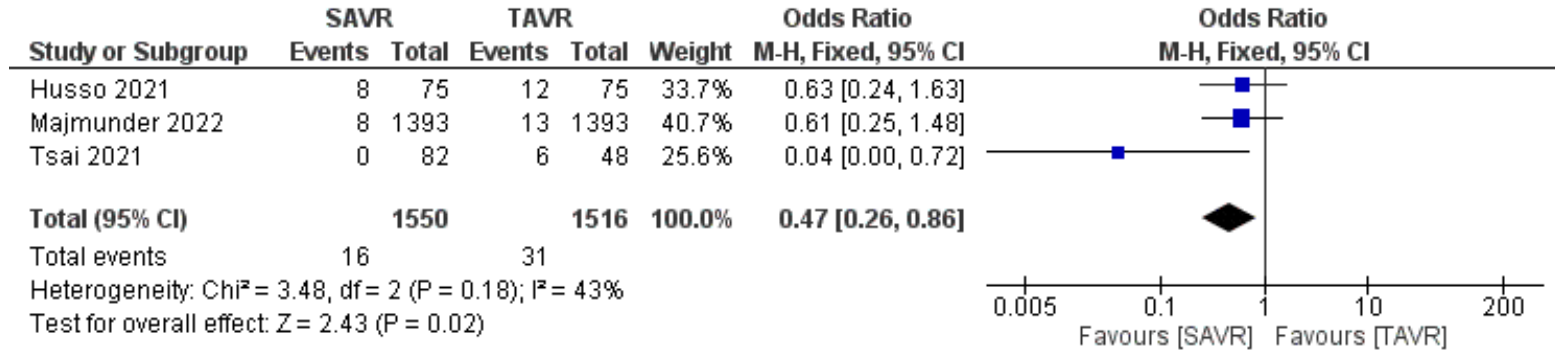 SAVR TAVR Odds Ratio Odds Ratio
Study or Subgroup Events Total Events Total Weight M-H, Fixed, 95% CI M-H, Fixed, 95% CI
Husso 2021 8 75 12 75 33.7% 0.63 [0.24, 1.63]
Majmunder 2022 8 1393 13 1393 40.7% 0.61 [0.25, 1.48]
Tsai 2021 0 82 6 48 25.6% 0.04 [0.00, 0.72]
Total (95% CI) 1550 1516 100.0% 0.47 [0.26, 0.86]
Total events 16 31
Heterogeneity: Chi² = 3.48, df = 2 (P = 0.18); I² = 43%
Test for overall effect: Z = 2.43 (P = 0.02)
0.005 0.1 1 10 200
Favours [SAVR] Favours [TAVR]